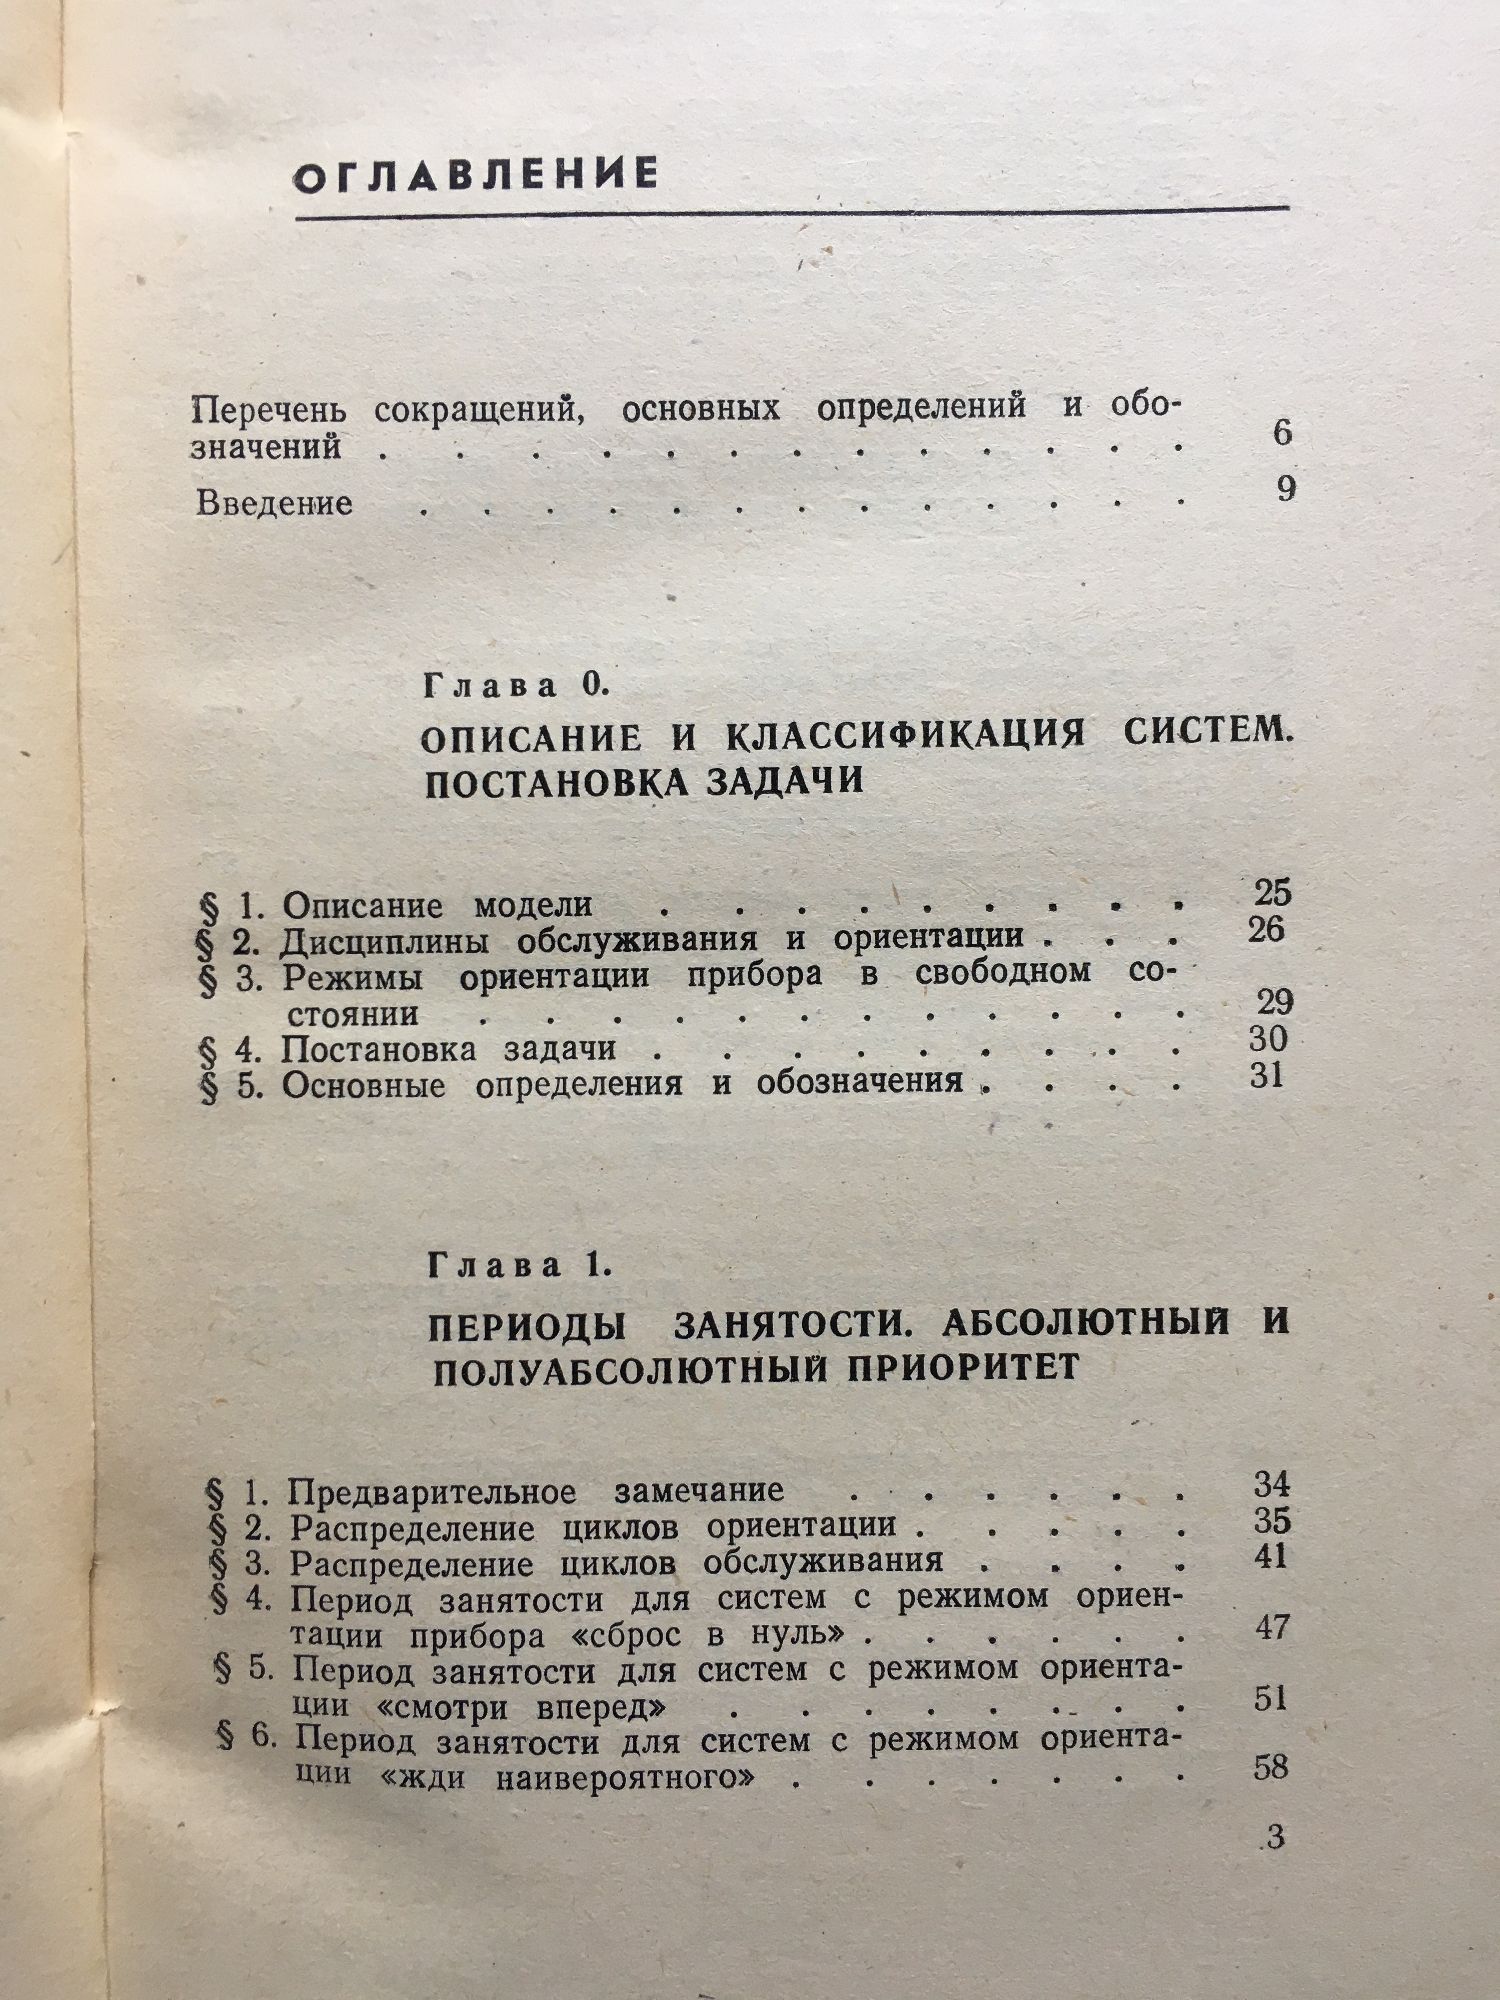 ОГЛАВЛЕНИЕ
Перечень сокращений, основных определений и обо-
значений . . . . . . . . . . . . . 6
Введение . . . . . . . . . . . . . 9
Глава 0.
ОПИСАНИЕ И КЛАССИФИКАЦИЯ СИСТЕМ.
ПОСТАНОВКА ЗАДАЧИ
§ 1. Описание модели . . . . . . . . . 25
§ 2. Дисциплины обслуживания и ориентации . . . 26
§ 3. Режимы ориентации прибора в свободном со-
стоянии . . . . . . . . . . . . 29
§ 4. Постановка задачи . . . . . . . . . 30
§ 5. Основные определения и обозначения . . . . 31
Глава 1.
ПЕРИОДЫ ЗАНЯТОСТИ. АБСОЛЮТНЫЙ И
ПОЛУАБСОЛЮТНЫЙ ПРИОРИТЕТ
§ 1. Предварительное замечание . . . . . . 34
§ 2. Распределение циклов ориентации . . . . . 35
§ 3. Распределение циклов обслуживания . . . . 41
§ 4. Период занятости для систем с режимом ориен-
тации прибора «сброс в нуль» . . . . . . 47
§ 5. Период занятости для систем с режимом ориента-
ции «смотри вперед» . . . . . . . . 51
§ 6. Период занятости для систем с режимом ориента-
ции «жди наивероятного» . . . . . . . 58
3